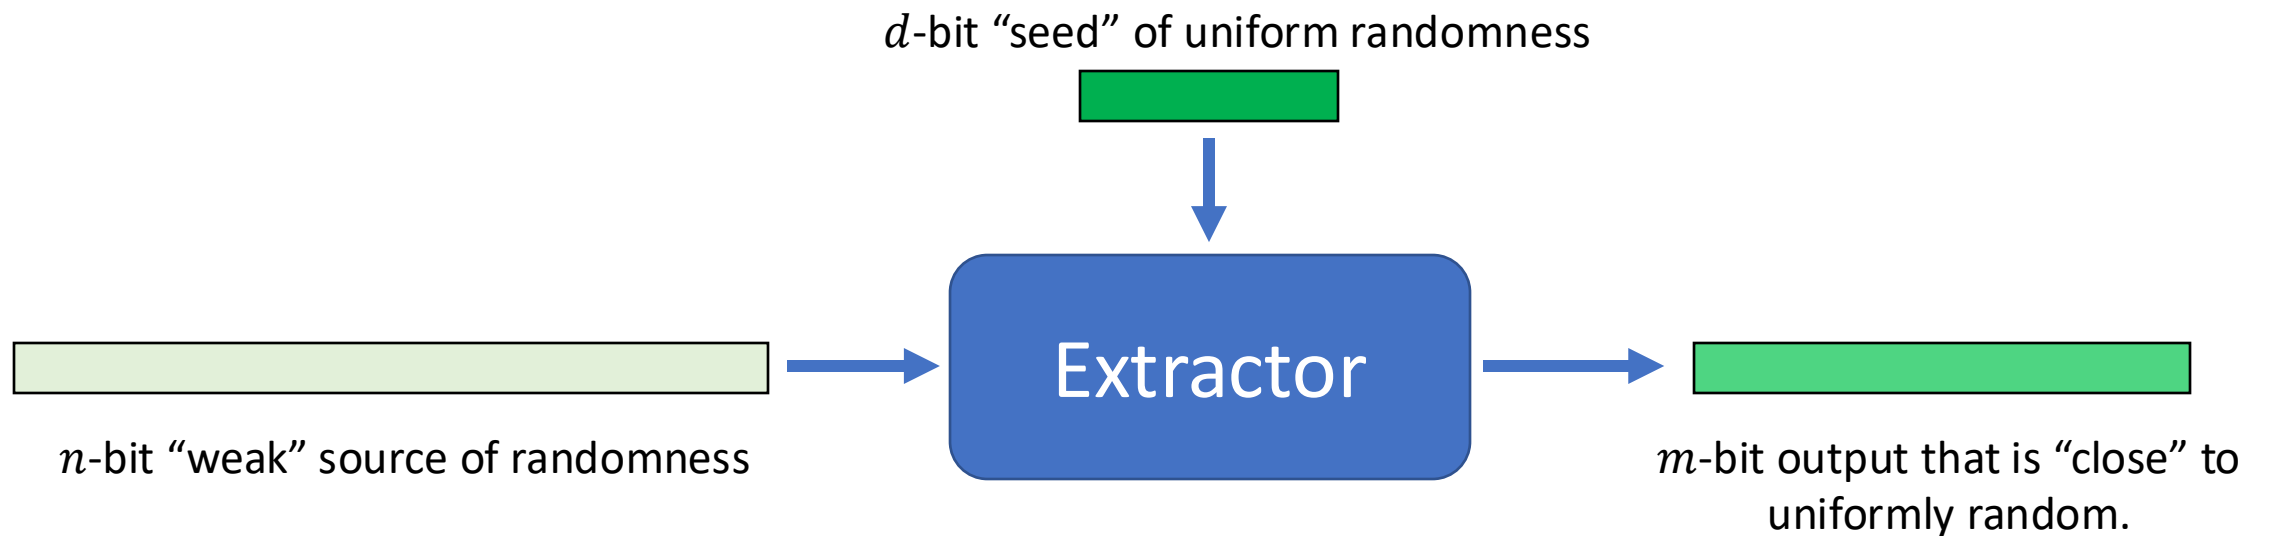 d-bit “seed” of uniform randomness
Extractor
n-bit “weak” source of randomness
m-bit output that is “close” to
uniformly random.